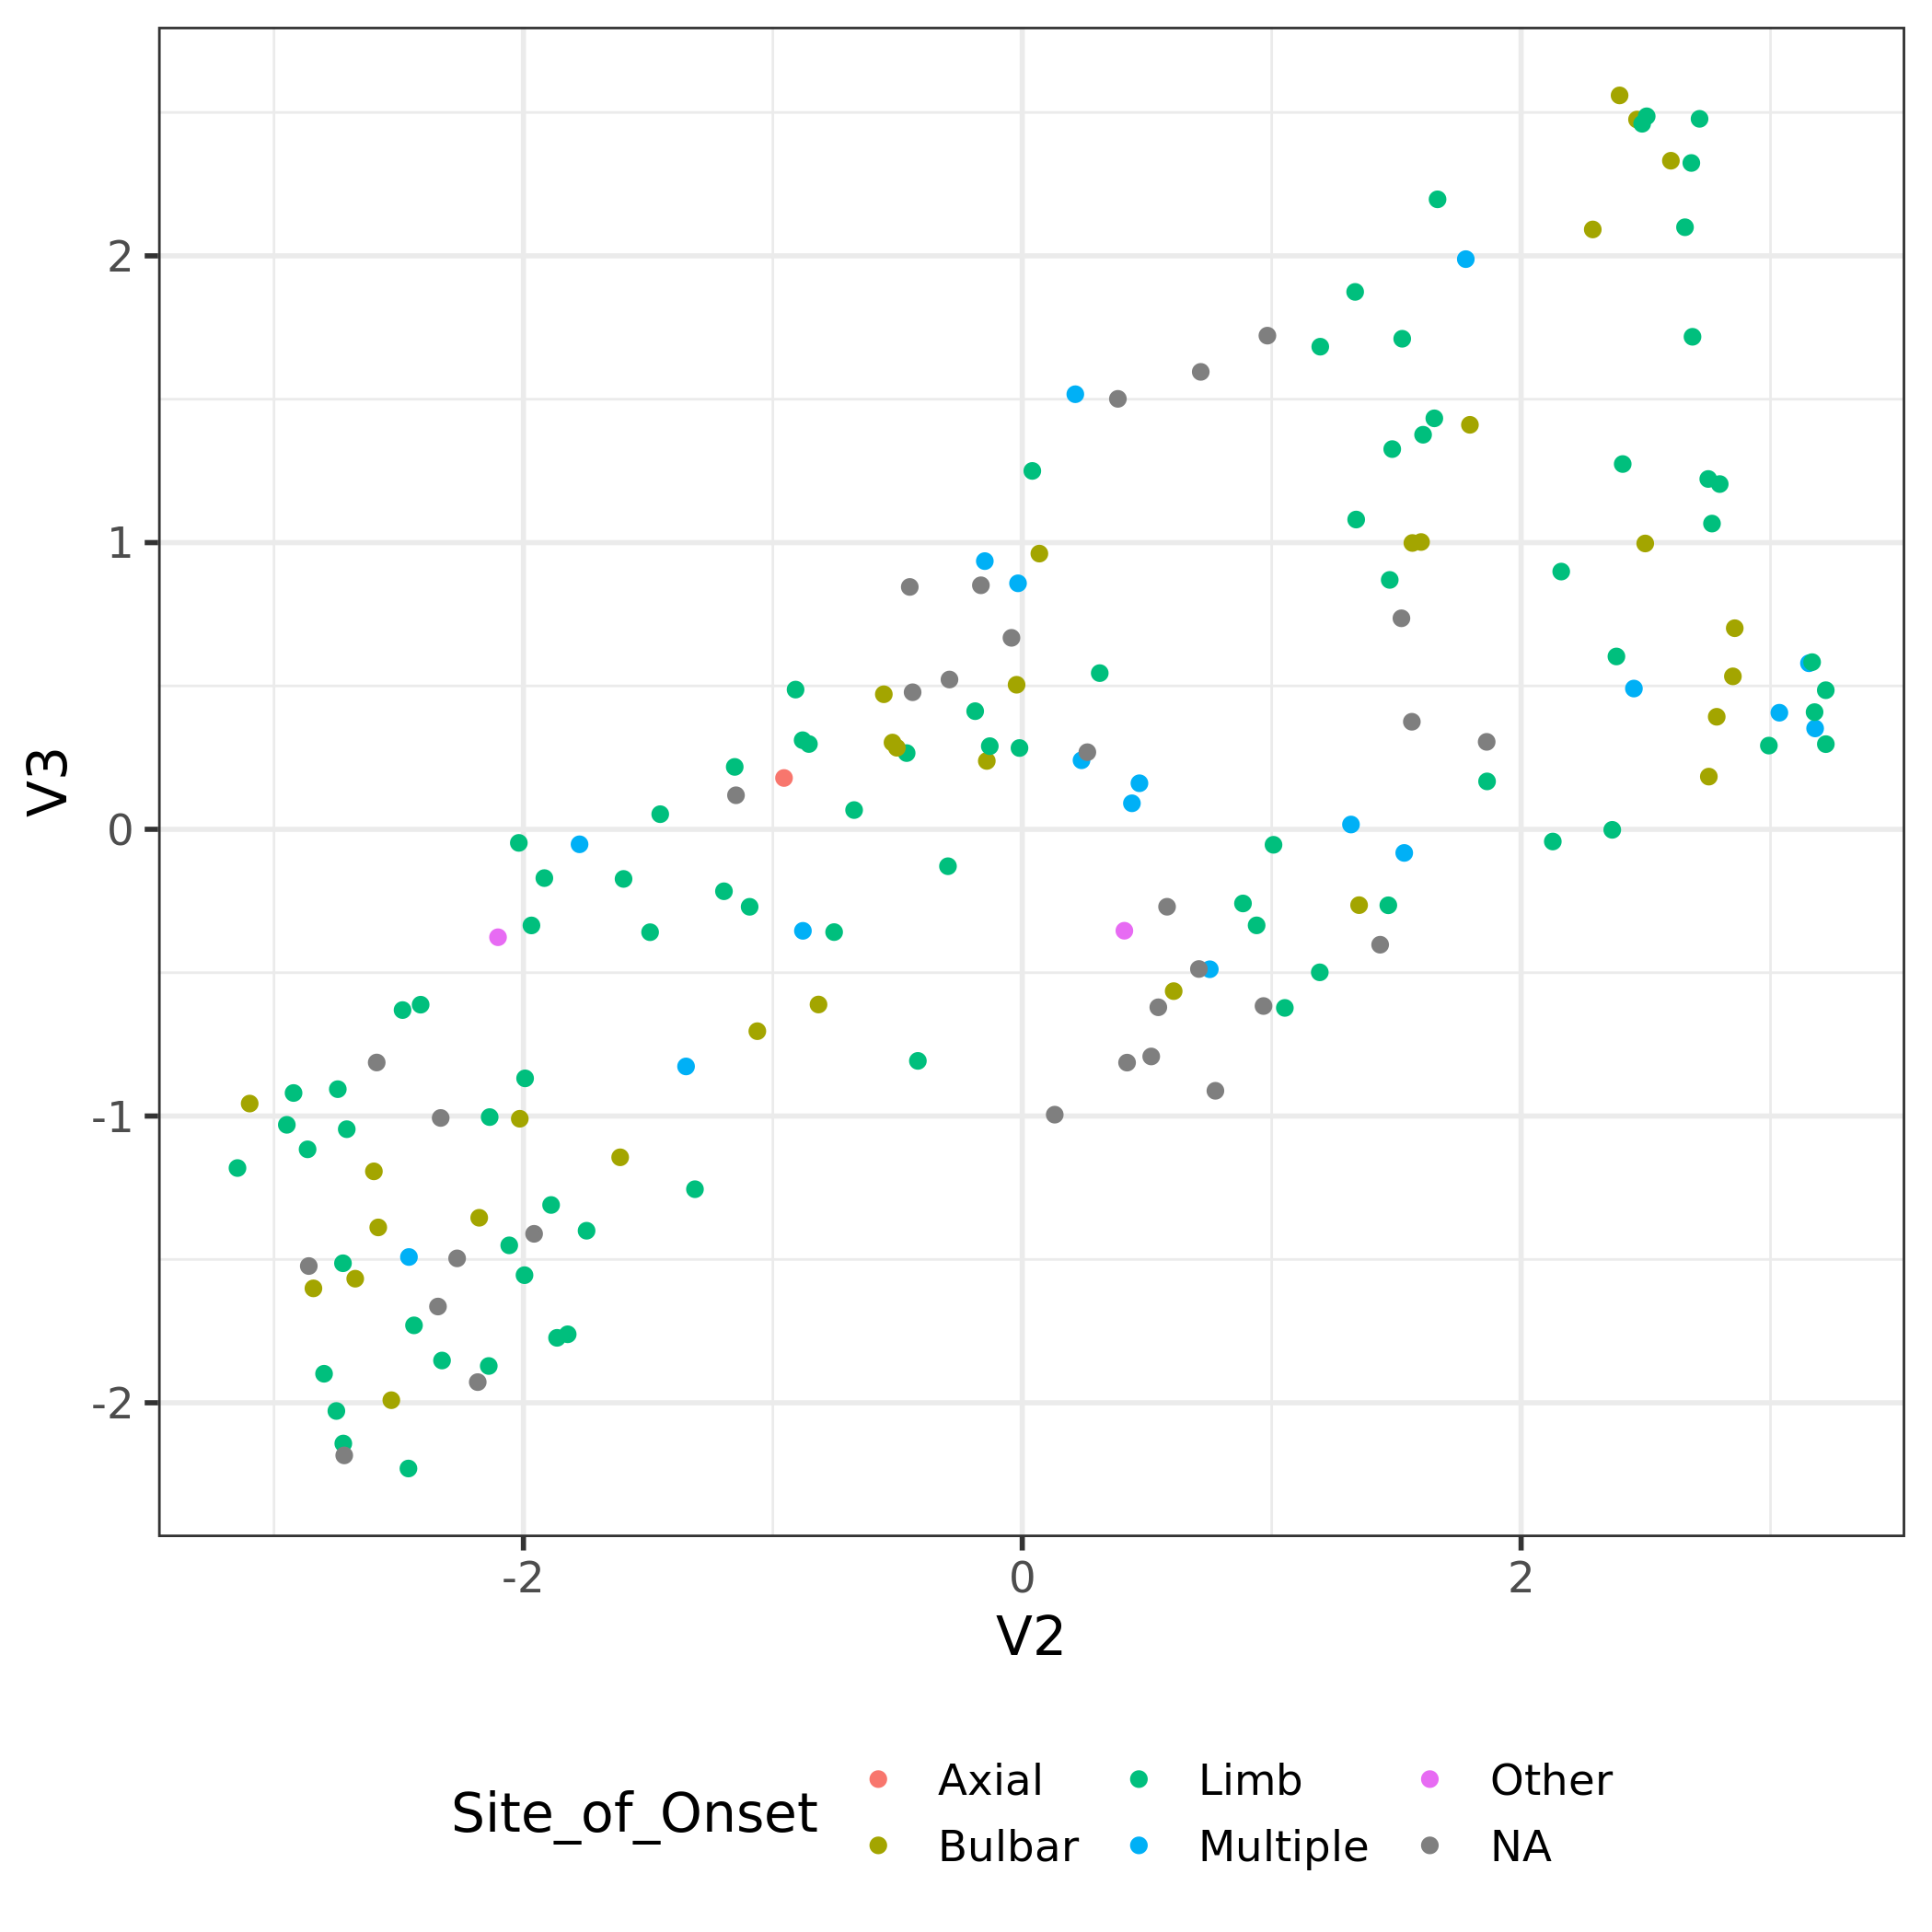 2
1
0
-1
-2
V3
-2 0 2
V2
Site_of_Onset
Axial Limb Other
Bulbar Multiple NA